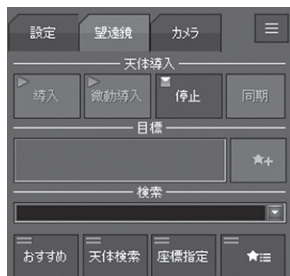 設定 望遠鏡 カメラ
天体導入
導入 微動導入 停止 同期
目標
検索
おすすめ 天体検索 座標指定